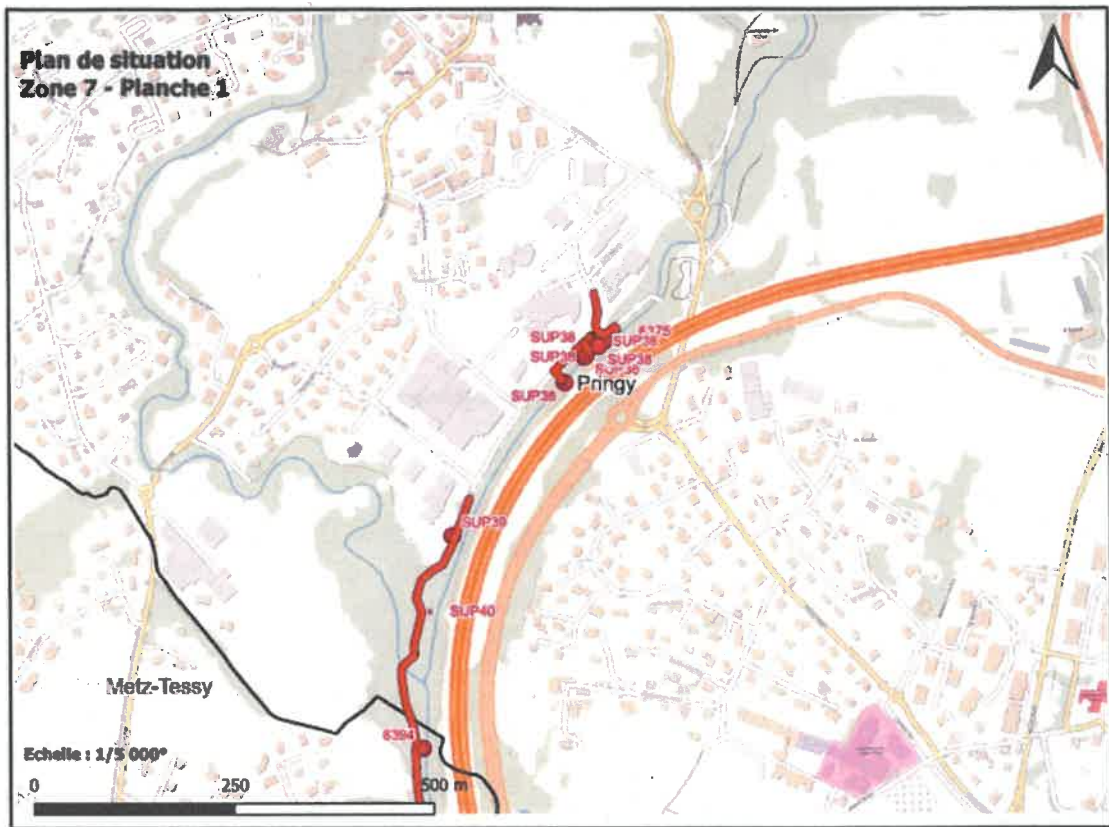 Plan de situation
Zone 7 - Planche 1
6375
SUP38
SUP38
SUP38
SUP38
SUP38
SUP38
Pringy
SUP39
SUP40
Metz-Tessy
6394
Echelle : 1/5 000°
0 250 500 m